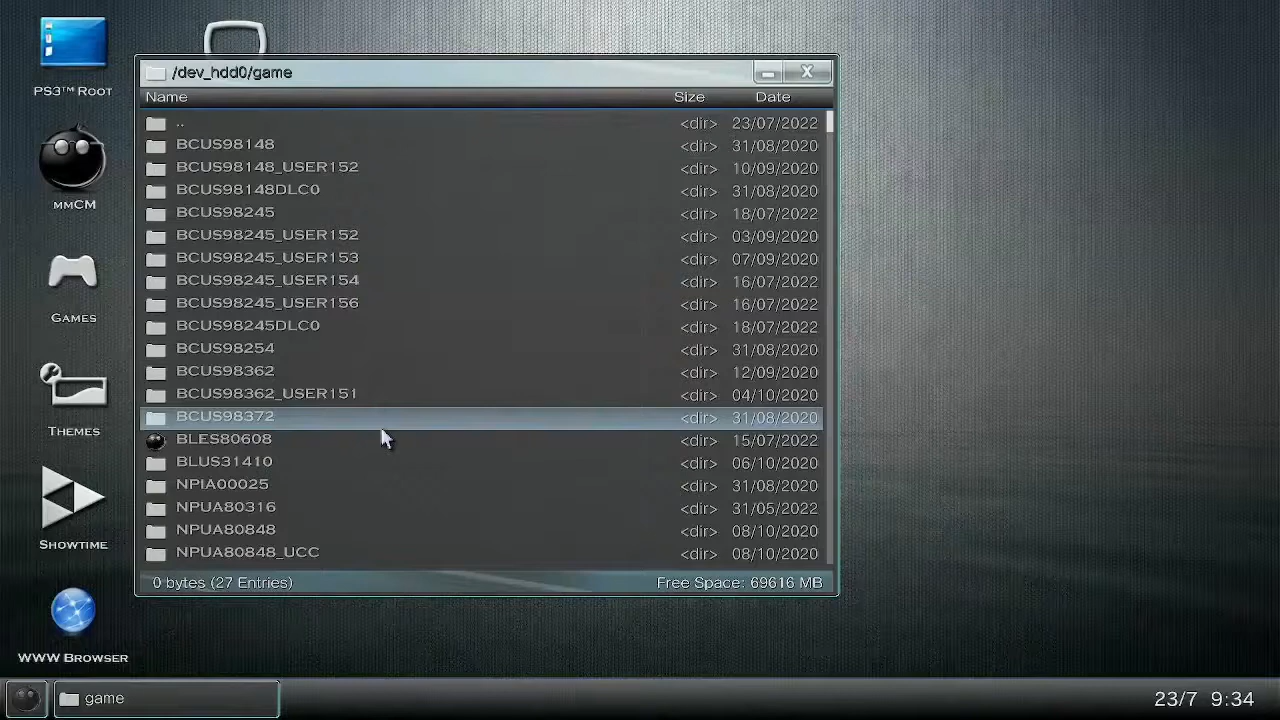 PS3™ Root
mmCM
Games
Themes
Showtime
WWW Browser
/dev_hdd0/game
Name Size Date
.. <dir> 23/07/2022
BCUS98148 <dir> 31/08/2020
BCUS98148_USER152 <dir> 10/09/2020
BCUS98148DLC0 <dir> 31/08/2020
BCUS98245 <dir> 18/07/2022
BCUS98245_USER152 <dir> 03/09/2020
BCUS98245_USER153 <dir> 07/09/2020
BCUS98245_USER154 <dir> 16/07/2022
BCUS98245_USER156 <dir> 16/07/2022
BCUS98245DLC0 <dir> 18/07/2022
BCUS98254 <dir> 31/08/2020
BCUS98362 <dir> 12/09/2020
BCUS98362_USER151 <dir> 04/10/2020
BCUS98372 <dir> 31/08/2020
BLES80608 <dir> 15/07/2022
BLUS31410 <dir> 06/10/2020
NPIA00025 <dir> 31/08/2020
NPUA80316 <dir> 31/05/2022
NPUA80848 <dir> 08/10/2020
NPUA80848_UCC <dir> 08/10/2020
0 bytes (27 Entries) Free Space: 69616 MB
game
23/7 9:34